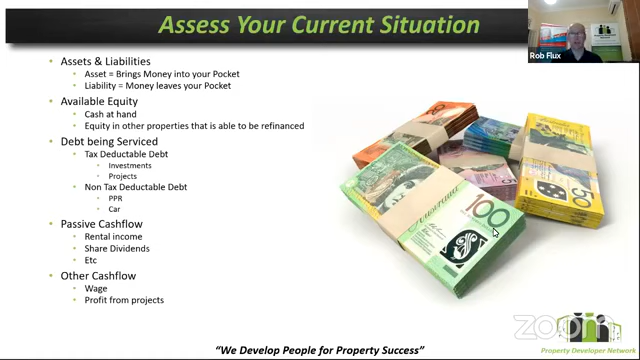 Assess Your Current Situation
Rob Flux
Assets & Liabilities
Asset = Brings Money into your Pocket
Liability = Money leaves your Pocket
Available Equity
Cash at hand
Equity in other properties that is able to be refinanced
Debt being Serviced
Tax Deductable Debt
Investments
Projects
Non Tax Deductable Debt
PPR
Car
Passive Cashflow
Rental income
Share Dividends
Etc
Other Cashflow
Wage
Profit from projects
100
50
Australia
zoom
Property Developer Network
"We Develop People for Property Success"